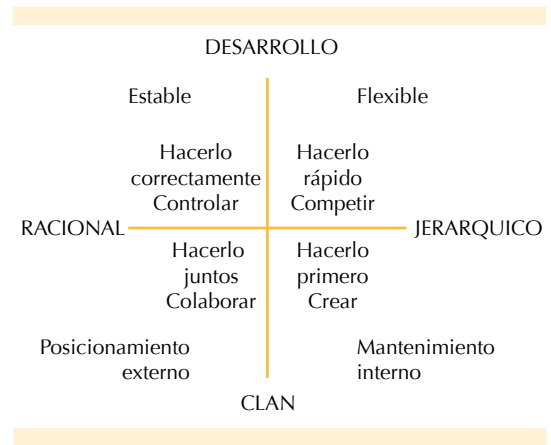 DESARROLLO
Estable
Flexible
Hacerlo
correctamente
Controlar
Hacerlo
rápido
Competir
RACIONAL
JERARQUICO
Hacerlo
juntos
Colaborar
Hacerlo
primero
Crear
Posicionamiento
externo
Mantenimiento
interno
CLAN